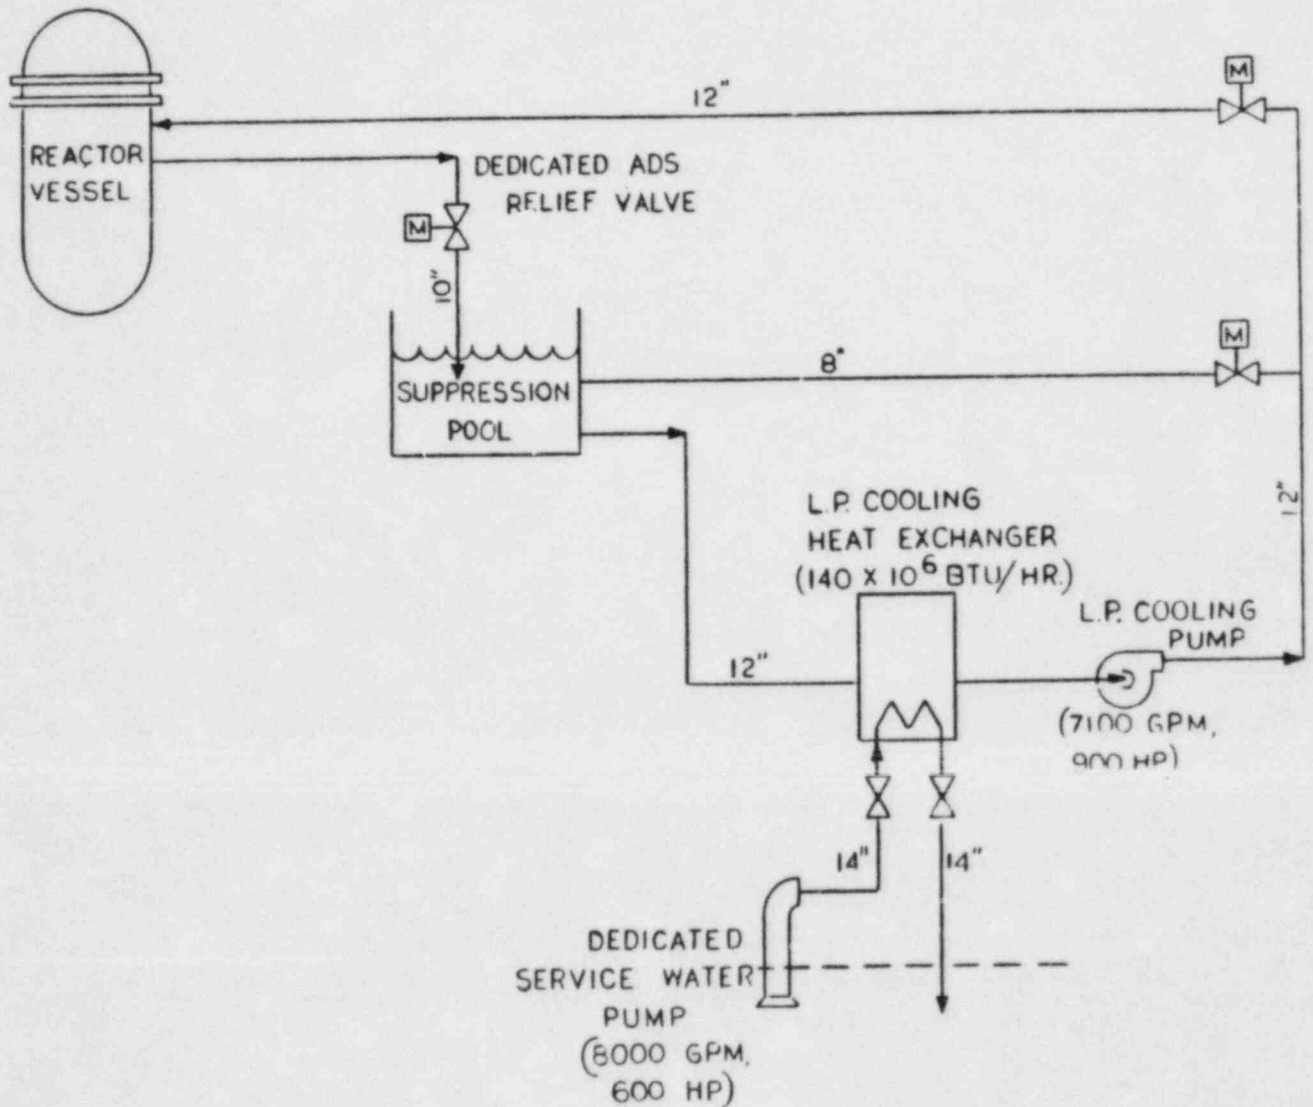 M
12"
REACTOR
VESSEL
DEDICATED ADS
RELIEF VALVE
M
10"
M
8"
SUPPRESSION
POOL
12"
L.P. COOLING
HEAT EXCHANGER
(140 X 10⁶ BTU/HR.)
L.P. COOLING
PUMP
12"
(7100 GPM,
900 HP)
14"
14"
DEDICATED
SERVICE WATER
PUMP
(8000 GPM,
600 HP)